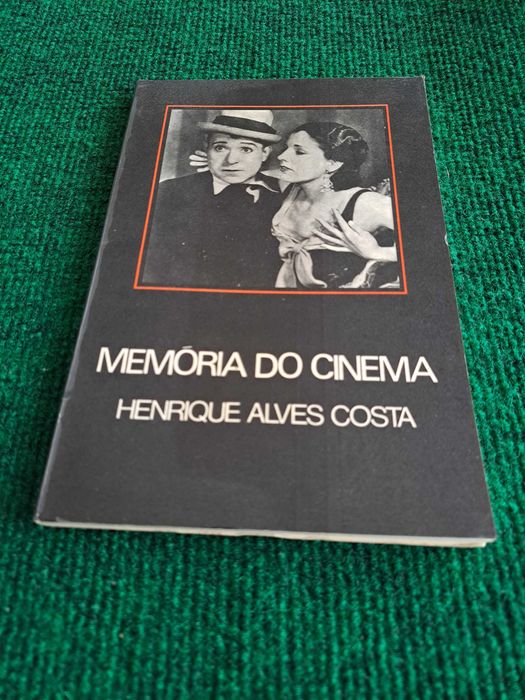 MEMÓRIA DO CINEMA
HENRIQUE ALVES COSTA